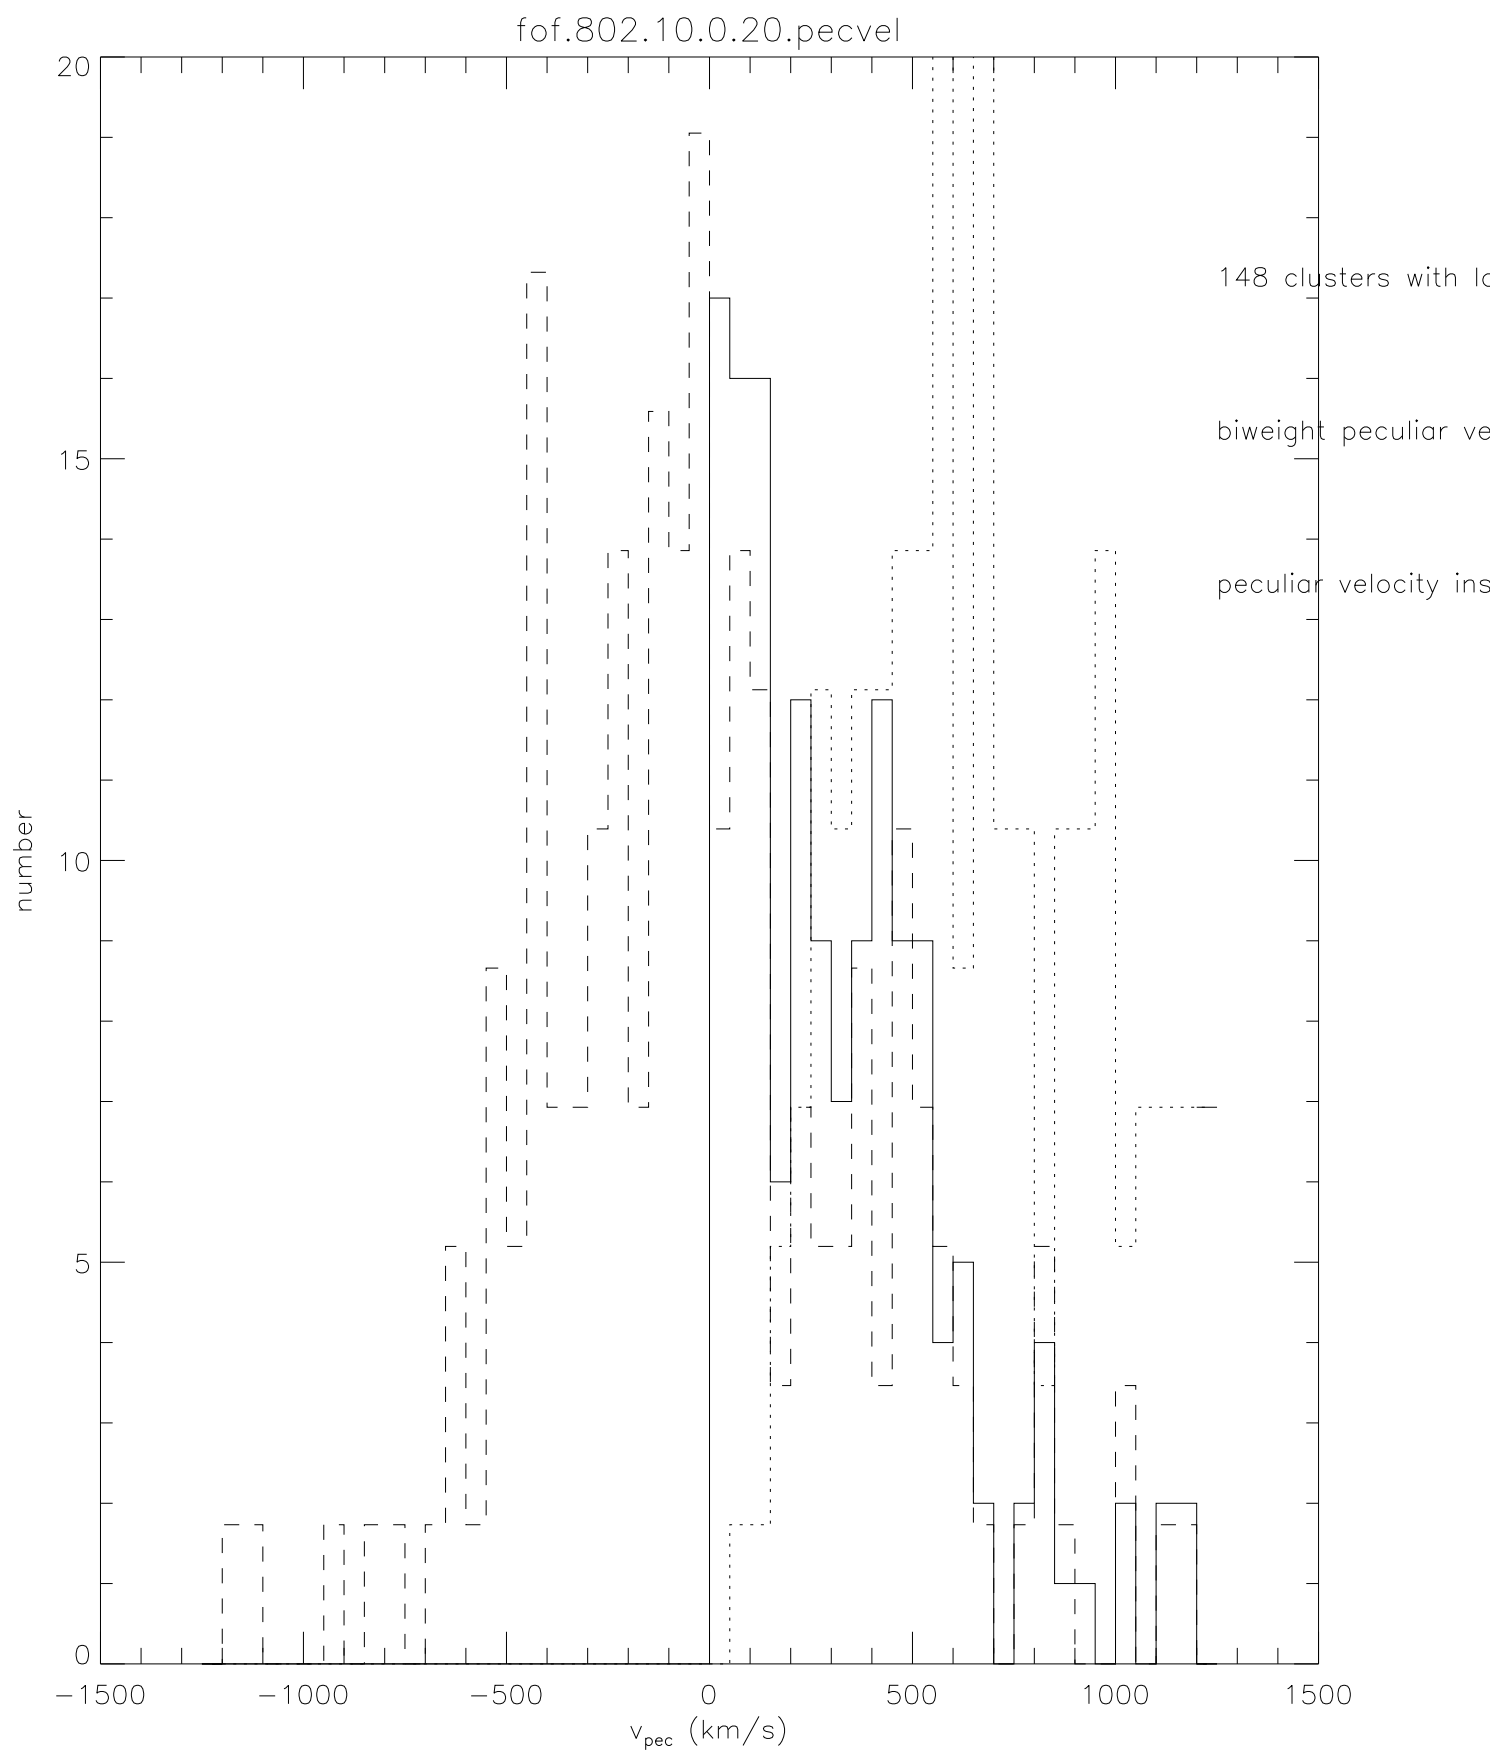 fof.802.10.0.20.pecvel
20
148 clusters with
15
biweight peculiar
peculiar velocity
10
number
5
0
−1500 −1000 −500 0 500 1000 1500
v_pec (km/s)